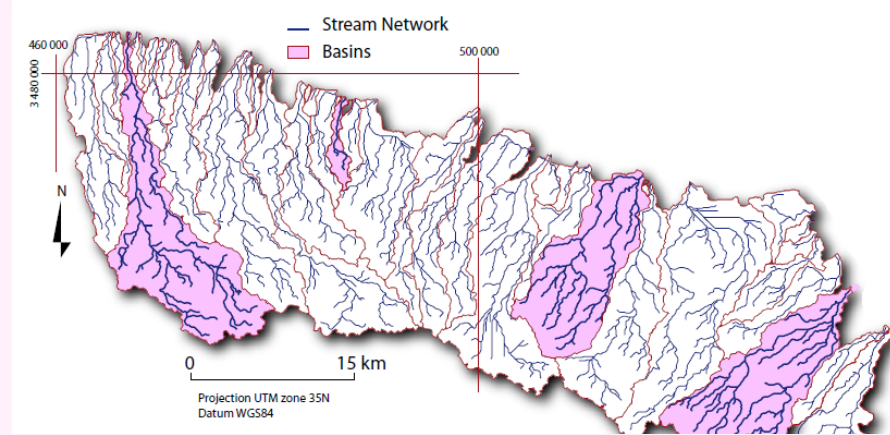 Stream Network
Basins
460 000
500 000
3 480 000
N
0
15 km
Projection UTM zone 35N
Datum WGS84